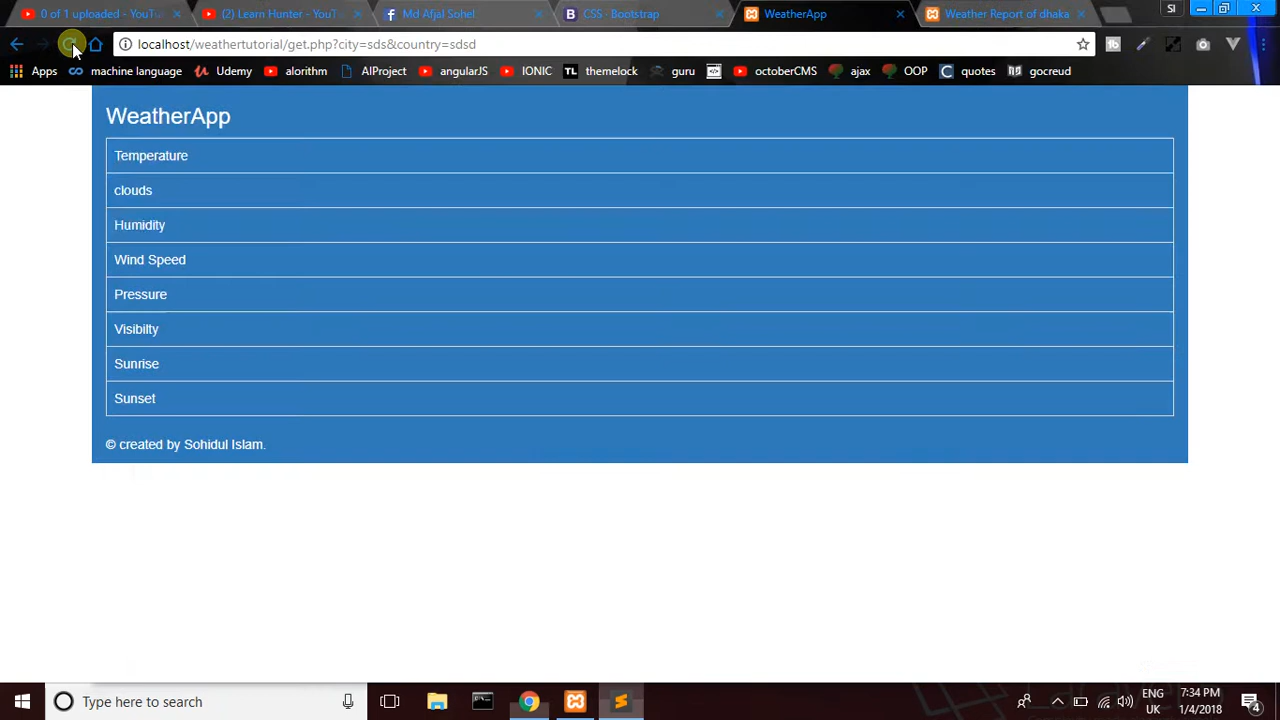 0 of 1 uploaded - YouTu
(2) Learn Hunter - YouT
Md Afjal Sohel
CSS · Bootstrap
WeatherApp
Weather Report of dhaka
SI
localhost/weathertutorial/get.php?city=sds&country=sdsd
Apps
machine language
Udemy
alorithm
AIProject
angularJS
IONIC
TL
themelock
guru
octoberCMS
ajax
OOP
quotes
gocreud
WeatherApp
Temperature
clouds
Humidity
Wind Speed
Pressure
Visibilty
Sunrise
Sunset
© created by Sohidul Islam.
Type here to search
ENG
UK
7:34 PM
1/4/2018
4